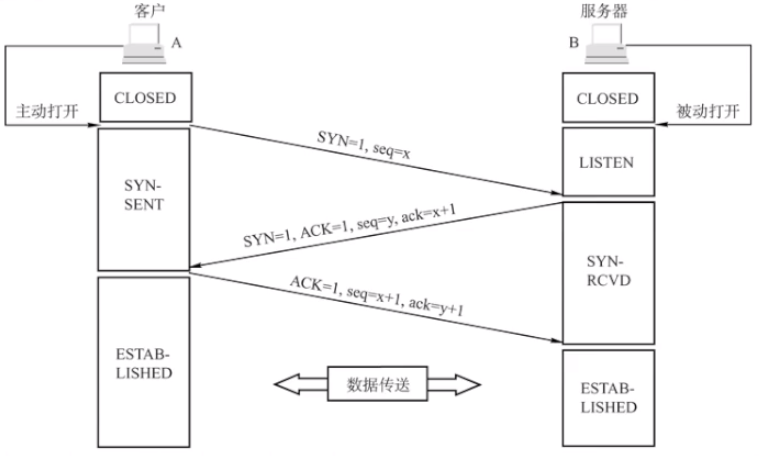 客户
服务器
A
B
CLOSED
CLOSED
主动打开
被动打开
SYN=1, seq=x
LISTEN
SYN-
SENT
SYN=1, ACK=1, seq=y, ack=x+1
SYN-
RCVD
ACK=1, seq=x+1, ack=y+1
ESTAB-
LISHED
数据传送
ESTAB-
LISHED